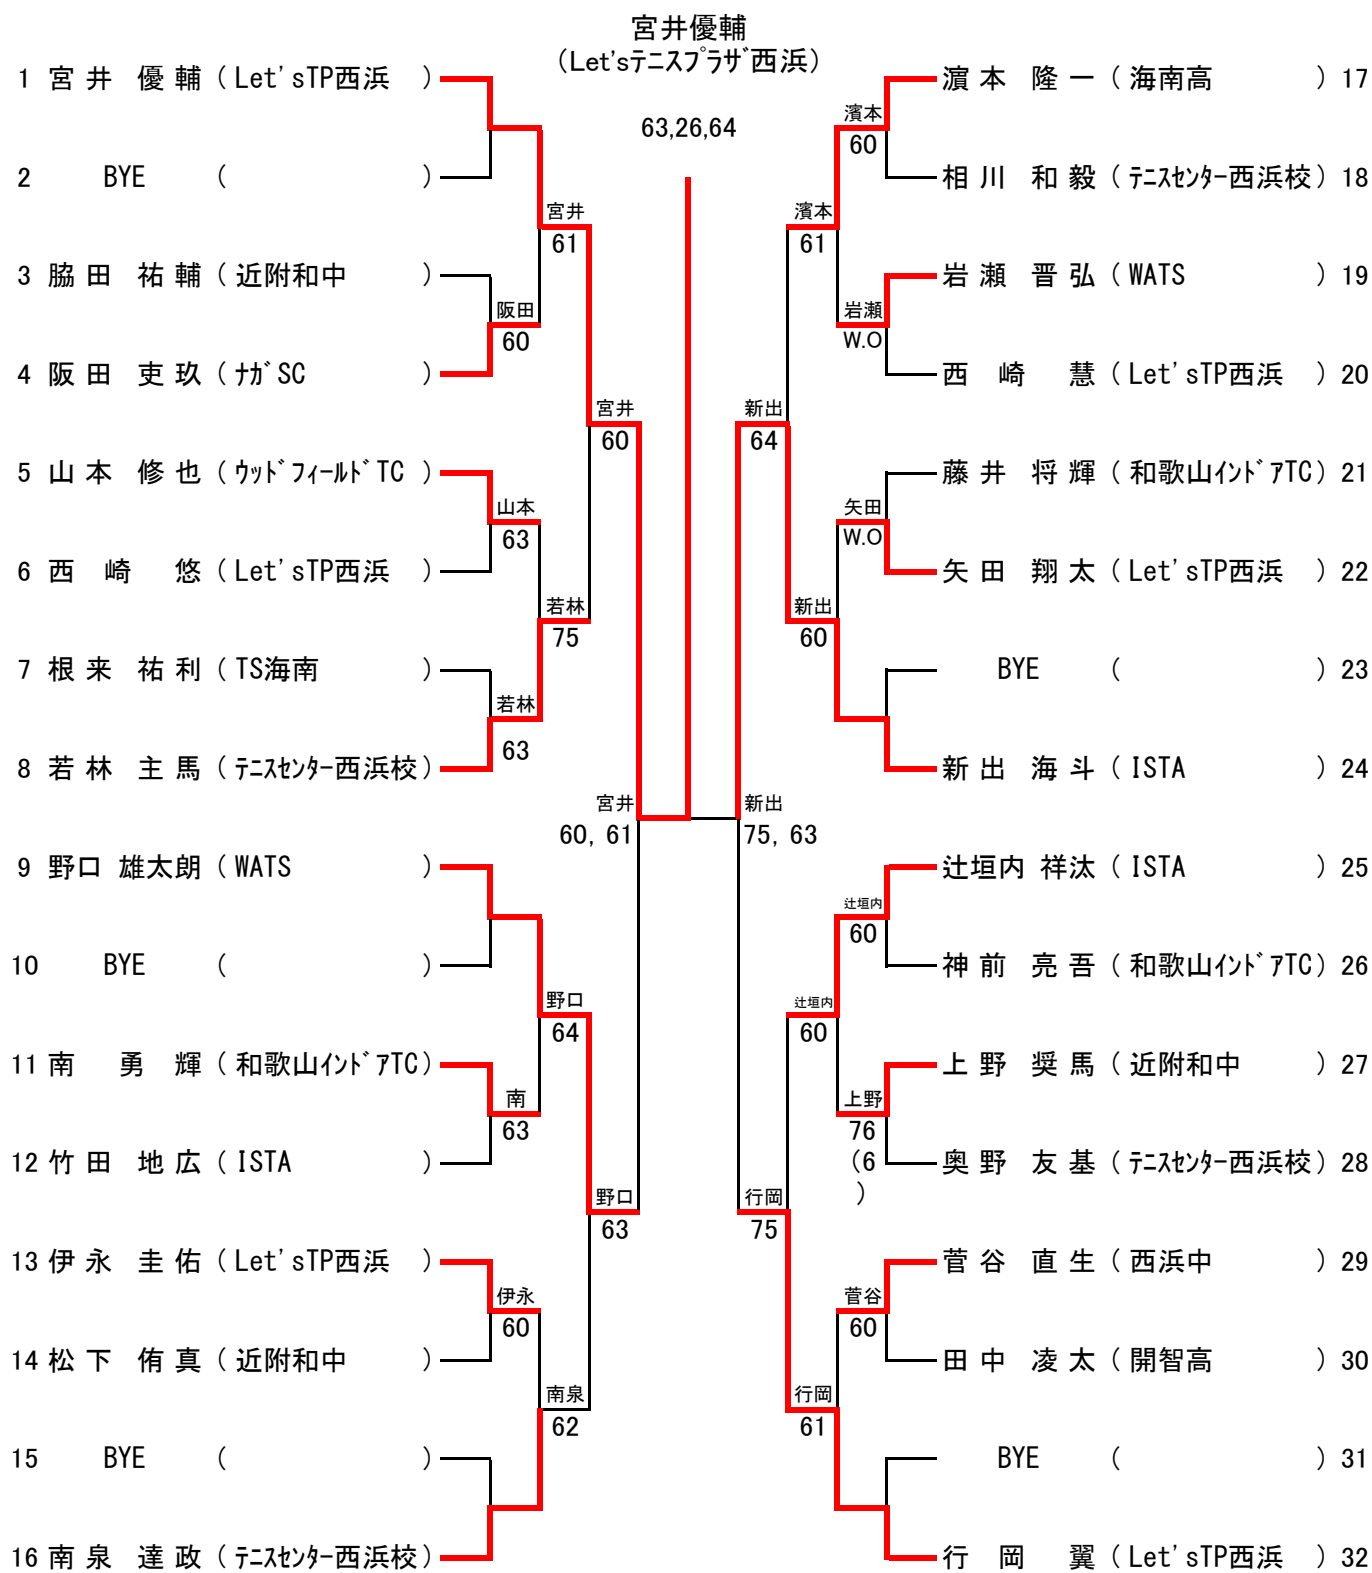 宮井優輔
(Let'sテニスプラザ西浜)
63,26,64
1 宮井 優輔 ( Let'sTP西浜 )
2 BYE ( )
宮井
61
3 脇田 祐輔 ( 近附和中 )
阪田
60
4 阪田 吏玖 ( ナガSC )
宮井
60
5 山本 修也 ( ウッドフィールドTC )
山本
63
6 西崎 悠 ( Let'sTP西浜 )
若林
75
7 根来 祐利 ( TS海南 )
若林
63
8 若林 主馬 ( テニスセンター西浜校 )
宮井
60, 61
9 野口 雄太朗 ( WATS )
10 BYE ( )
野口
64
11 南 勇輝 ( 和歌山インドアTC )
南
63
12 竹田 地広 ( ISTA )
野口
63
13 伊永 圭佑 ( Let'sTP西浜 )
伊永
60
14 松下 侑真 ( 近附和中 )
南泉
62
15 BYE ( )
16 南泉 達政 ( テニスセンター西浜校 )
濵本 隆一 ( 海南高 ) 17
濱本
60
相川 和毅 ( テニスセンター西浜校 ) 18
濱本
61
岩瀬 晋弘 ( WATS ) 19
岩瀬
W.O
西崎 慧 ( Let'sTP西浜 ) 20
新出
64
藤井 将輝 ( 和歌山インドアTC ) 21
矢田
W.O
矢田 翔太 ( Let'sTP西浜 ) 22
新出
60
BYE ( ) 23
新出 海斗 ( ISTA ) 24
新出
75, 63
辻垣内 祥汰 ( ISTA ) 25
辻垣内
60
神前 亮吾 ( 和歌山インドアTC ) 26
辻垣内
60
上野 奨馬 ( 近附和中 ) 27
上野
76
(6
)
奥野 友基 ( テニスセンター西浜校 ) 28
行岡
75
菅谷 直生 ( 西浜中 ) 29
菅谷
60
田中 凌太 ( 開智高 ) 30
行岡
61
BYE ( ) 31
行岡 翼 ( Let'sTP西浜 ) 32